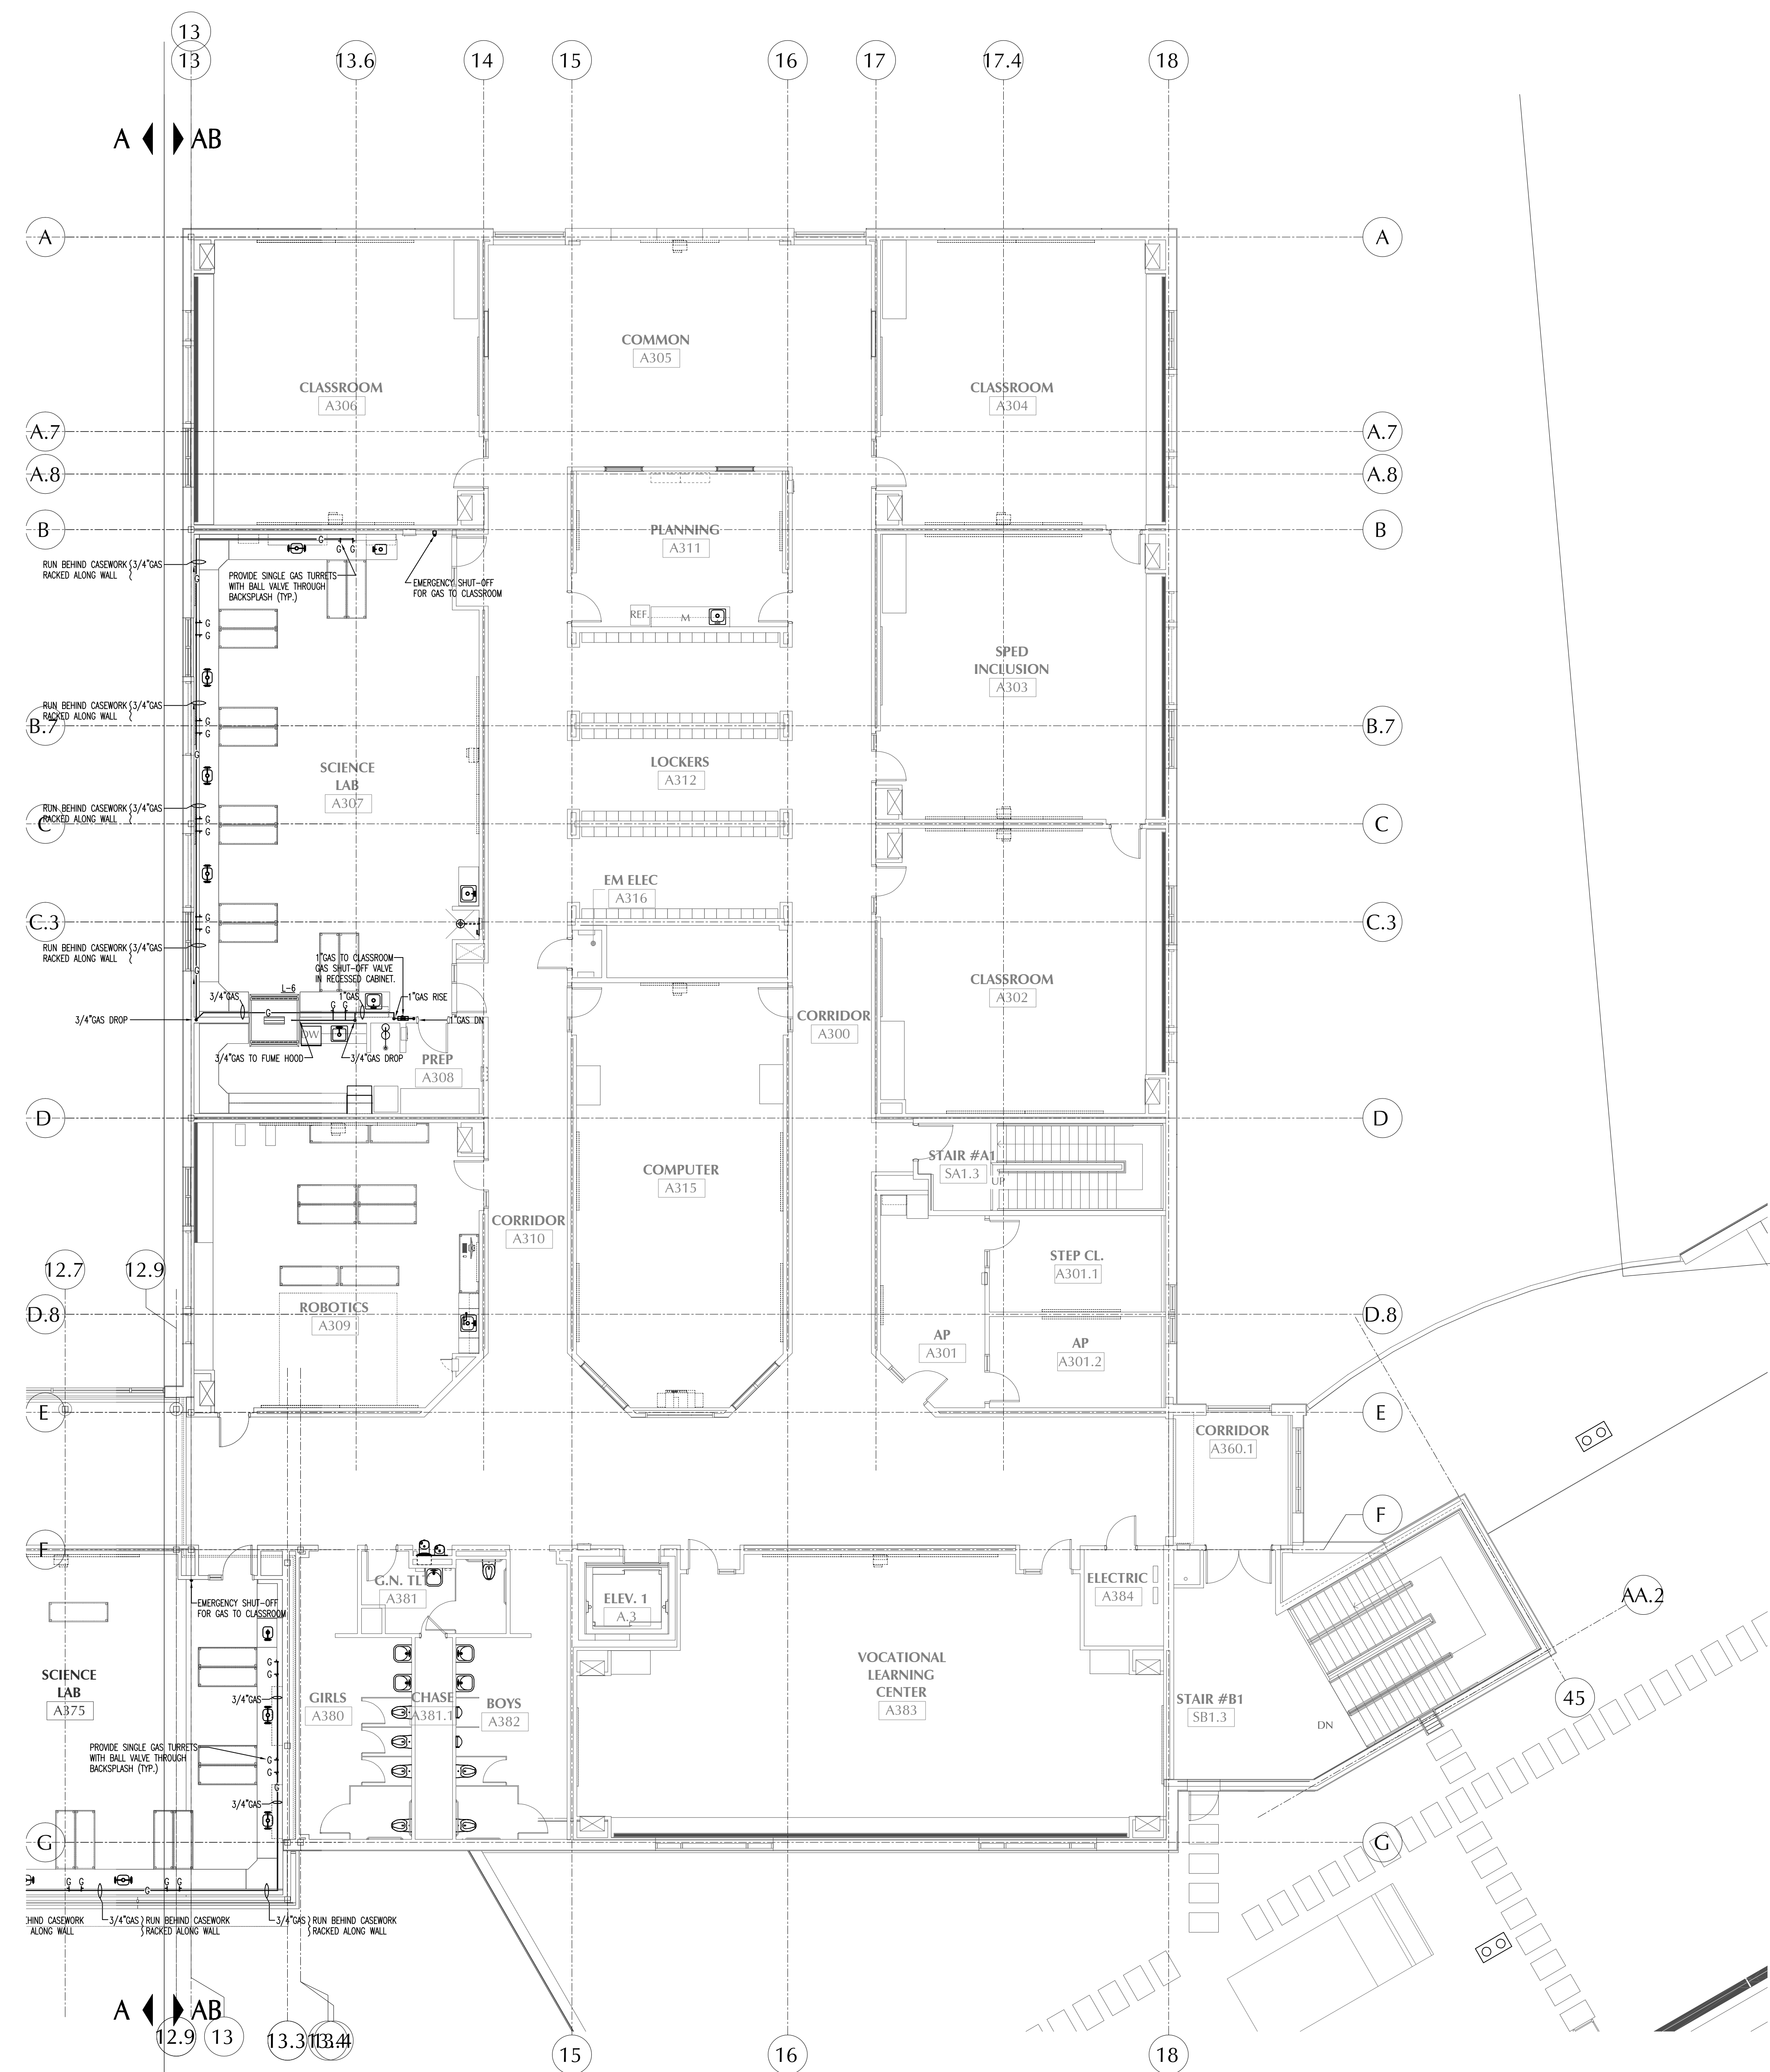 13
13
13.6
14
15
16
17
17.4
18
A
AB
A
A
COMMON
A305
CLASSROOM
A306
CLASSROOM
A304
A.7
A.7
A.8
A.8
B
B
PLANNING
A311
G
G
G
RUN BEHIND CASEWORK
RACKED ALONG WALL
3/4"GAS
G
PROVIDE SINGLE GAS TURRETS
WITH BALL VALVE THROUGH
BACKSPLASH (TYP.)
EMERGENCY SHUT-OFF
FOR GAS TO CLASSROOM
REF.
M
G
G
SPED
INCLUSION
A303
RUN BEHIND CASEWORK
RACKED ALONG WALL
3/4"GAS
G
G
B.7
B.7
G
SCIENCE
LAB
A307
LOCKERS
A312
RUN BEHIND CASEWORK
RACKED ALONG WALL
3/4"GAS
G
G
C
C
EM ELEC
A316
G
G
C.3
C.3
RUN BEHIND CASEWORK
RACKED ALONG WALL
3/4"GAS
G
1"GAS TO CLASSROOM
GAS SHUT-OFF VALVE
IN RECESSED CABINET.
CLASSROOM
A302
L-6
3/4"GAS
1"GAS
1"GAS RISE
G
G
G
3/4"GAS DROP
1"GAS DN
CORRIDOR
A300
DW
3/4"GAS TO FUME HOOD
3/4"GAS DROP
PREP
A308
D
D
STAIR #A1
SA1.3
UP
COMPUTER
A315
CORRIDOR
A310
STEP CL.
A301.1
12.7
12.9
D.8
D.8
ROBOTICS
A309
AP
A301
AP
A301.2
E
E
CORRIDOR
A360.1
F
F
G.N. TLT
A381
ELEV. 1
A.3
ELECTRIC
A384
EMERGENCY SHUT-OFF
FOR GAS TO CLASSROOM
AA.2
SCIENCE
LAB
A375
G
G
3/4"GAS
GIRLS
A380
CHASE
A381.1
BOYS
A382
VOCATIONAL
LEARNING
CENTER
A383
STAIR #B1
SB1.3
DN
45
PROVIDE SINGLE GAS TURRETS
WITH BALL VALVE THROUGH
BACKSPLASH (TYP.)
G
G
G
3/4"GAS
G
G
G
G
G
G
G
HIND CASEWORK
ALONG WALL
3/4"GAS
RUN BEHIND CASEWORK
RACKED ALONG WALL
3/4"GAS
RUN BEHIND CASEWORK
RACKED ALONG WALL
A
AB
12.9
13
13.3
13.4
15
16
18